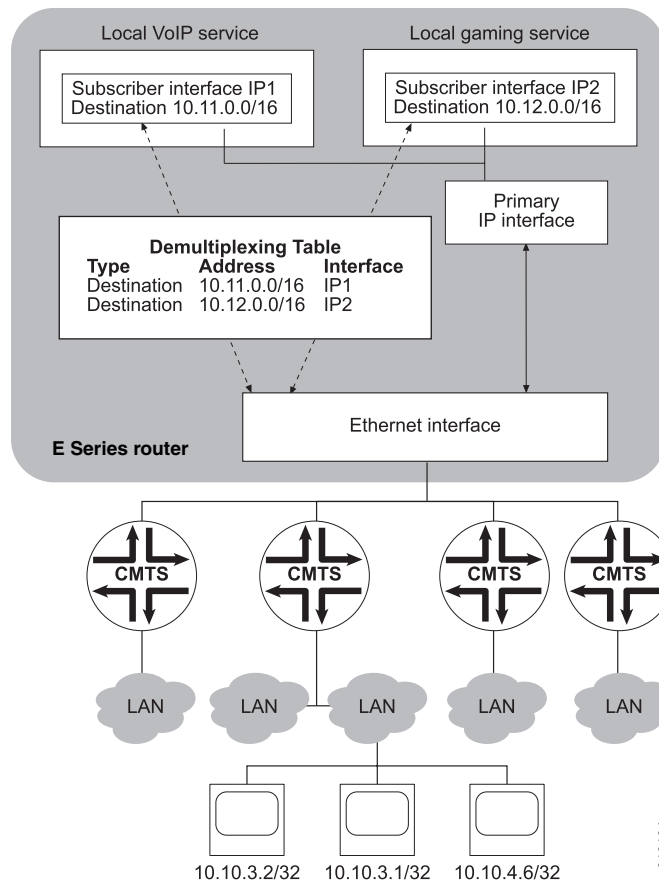 Local VoIP service
Local gaming service
Subscriber interface IP1
Destination 10.11.0.0/16
Subscriber interface IP2
Destination 10.12.0.0/16
Primary
IP interface
Demultiplexing Table
Type Address Interface
Destination 10.11.0.0/16 IP1
Destination 10.12.0.0/16 IP2
Ethernet interface
E Series router
CMTS CMTS CMTS CMTS
LAN LAN LAN LAN LAN
10.10.3.2/32 10.10.3.1/32 10.10.4.6/32